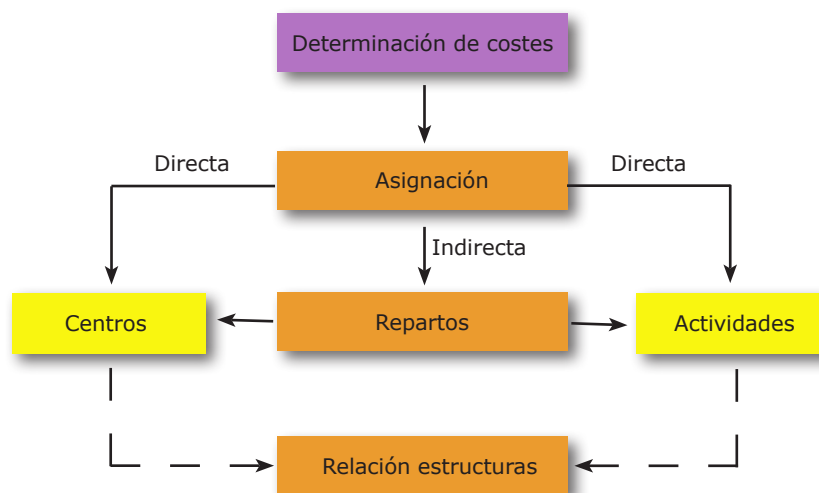 Determinación de costes
Directa
Asignación
Directa
Indirecta
Centros
Repartos
Actividades
Relación estructuras